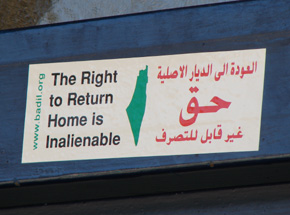 www.badil.org
The Right
to Return
Home is
Inalienable
العودة الى الديار الاصلية
حق
غير قابل للتصرف